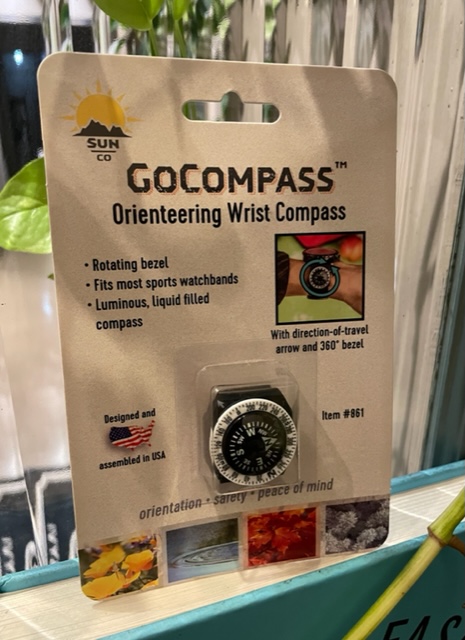 SUN
CO
GOCOMPASS™
Orienteering Wrist Compass
• Rotating bezel
• Fits most sports watchbands
• Luminous, liquid filled
compass
With direction-of-travel
arrow and 360° bezel
Designed and
assembled in USA
Item #861
orientation • safety • peace of mind